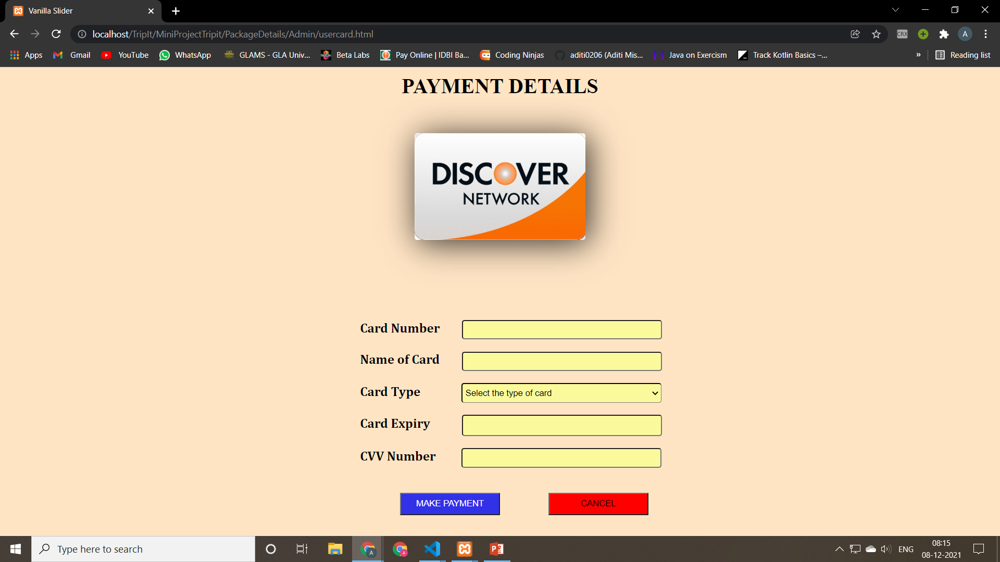 Vanilla Slider
localhost/TripIt/MiniProjectTripit/PackageDetails/Admin/usercard.html
CRX
A
Apps
Gmail
YouTube
WhatsApp
GLAMS - GLA Univ...
Beta Labs
Pay Online | IDBI Ba...
Coding Ninjas
aditi0206 (Aditi Mis...
Java on Exercism
Track Kotlin Basics –...
»
Reading list
PAYMENT DETAILS
DISCOVER
NETWORK
Card Number
Name of Card
Card Type
Select the type of card
Card Expiry
CVV Number
MAKE PAYMENT
CANCEL
Type here to search
A
A
P
ENG
08:15
08-12-2021